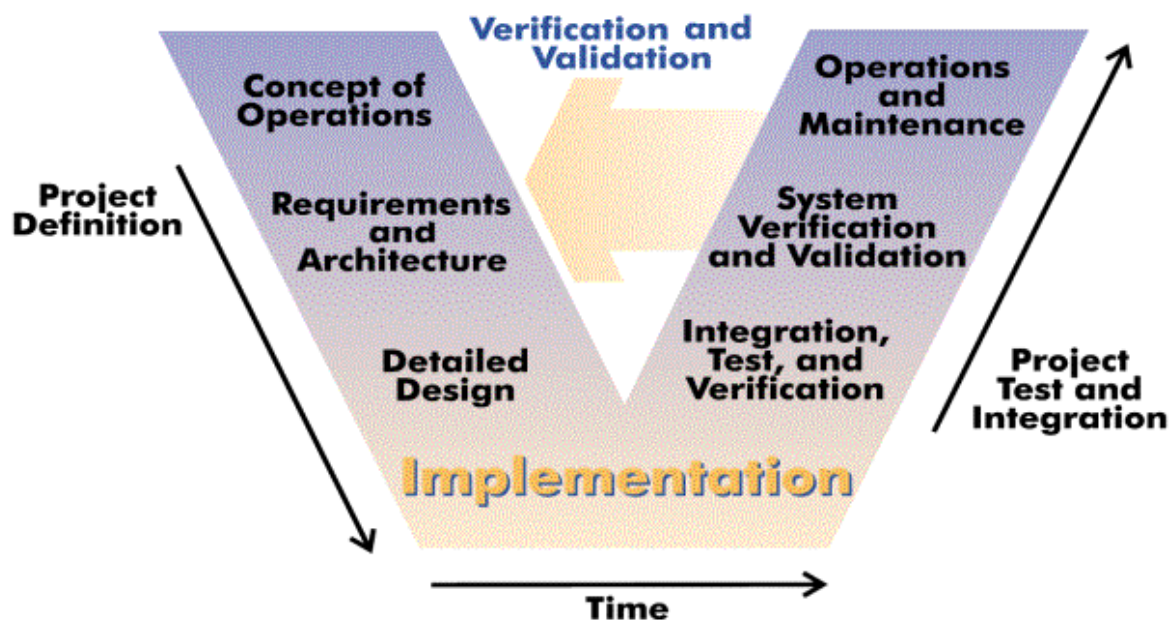 Verification and
Validation
Concept of
Operations
Operations
and
Maintenance
Project
Definition
Requirements
and
Architecture
System
Verification
and Validation
Detailed
Design
Integration,
Test, and
Verification
Project
Test and
Integration
Implementation
Time